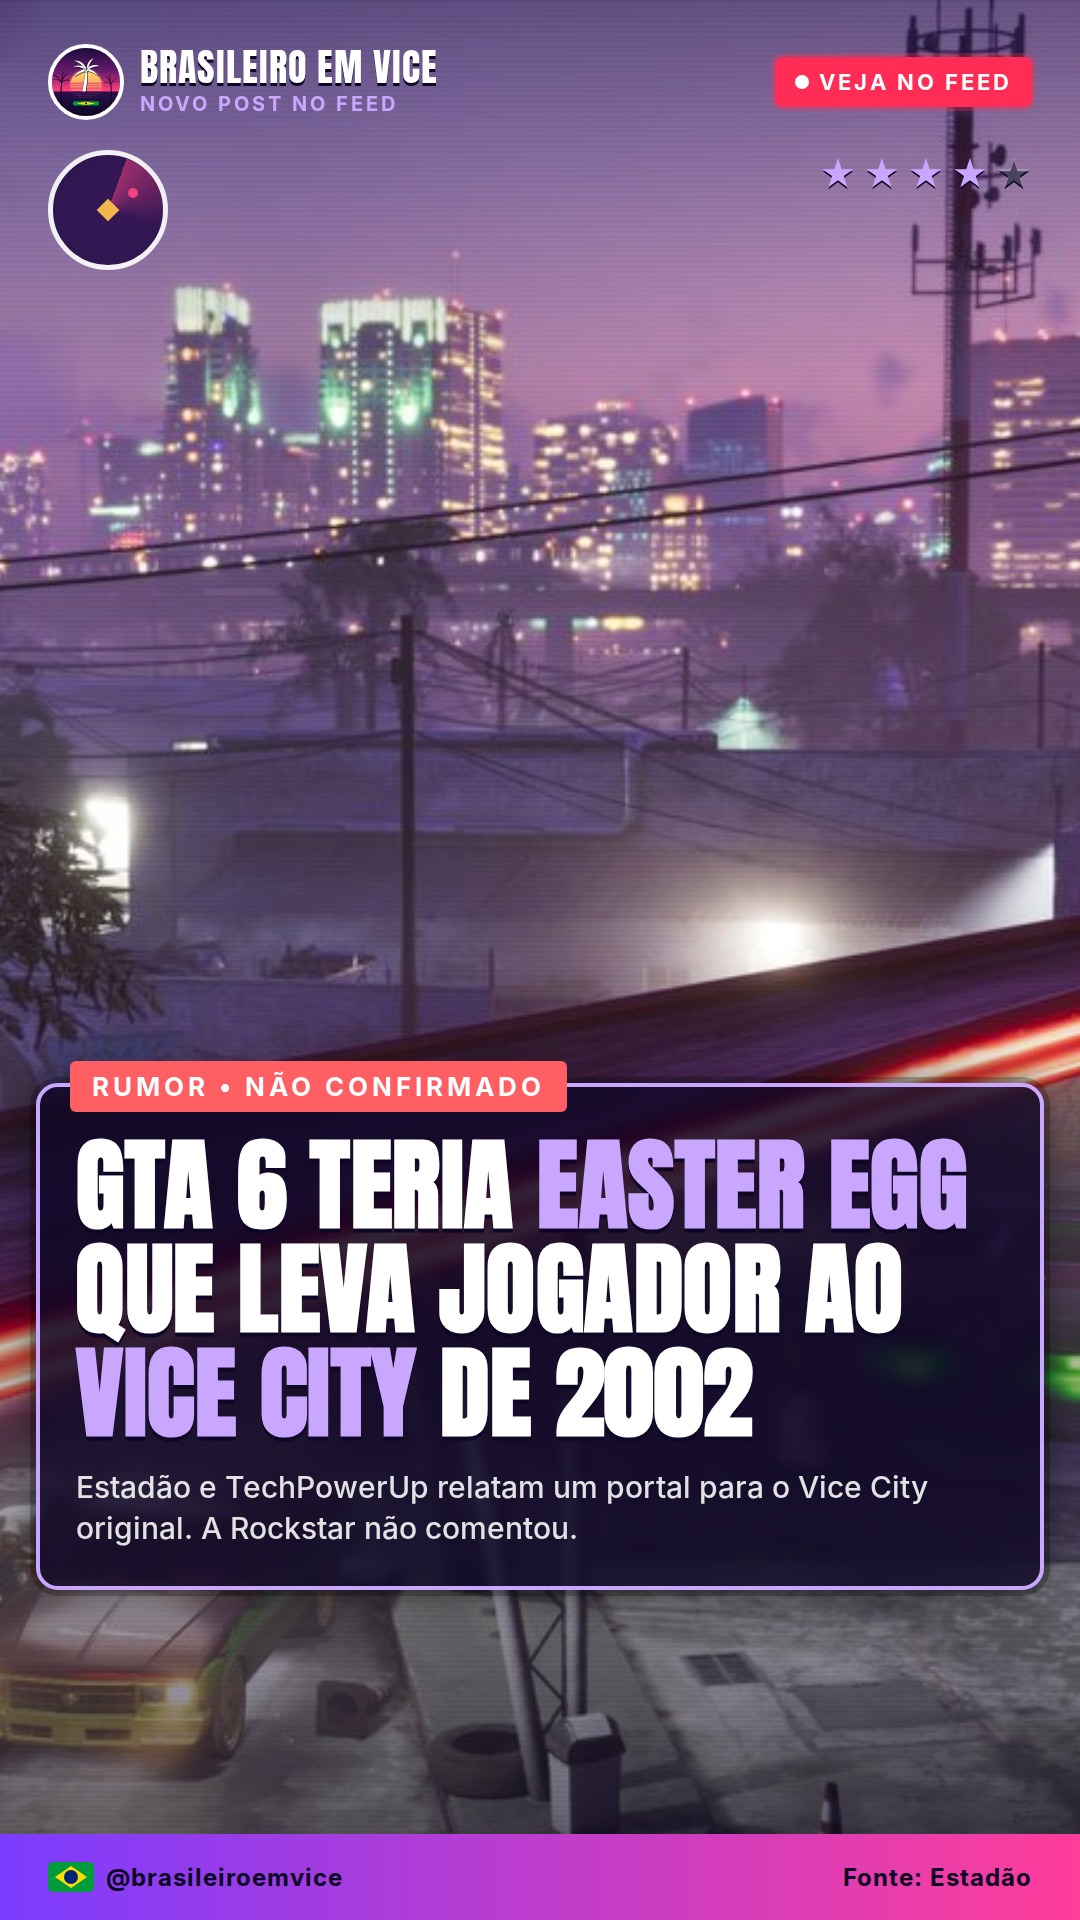 BRASILEIRO EM VICE
NOVO POST NO FEED
VEJA NO FEED
RUMOR • NÃO CONFIRMADO
GTA 6 TERIA EASTER EGG
QUE LEVA JOGADOR AO
VICE CITY DE 2002
Estadão e TechPowerUp relatam um portal para o Vice City
original. A Rockstar não comentou.
@brasileiroemvice
Fonte: Estadão